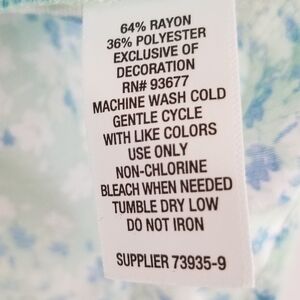 64% RAYON
36% POLYESTER
EXCLUSIVE OF
DECORATION
RN# 93677
MACHINE WASH COLD
GENTLE CYCLE
WITH LIKE COLORS
USE ONLY
NON-CHLORINE
BLEACH WHEN NEEDED
TUMBLE DRY LOW
DO NOT IRON
SUPPLIER 73935-9